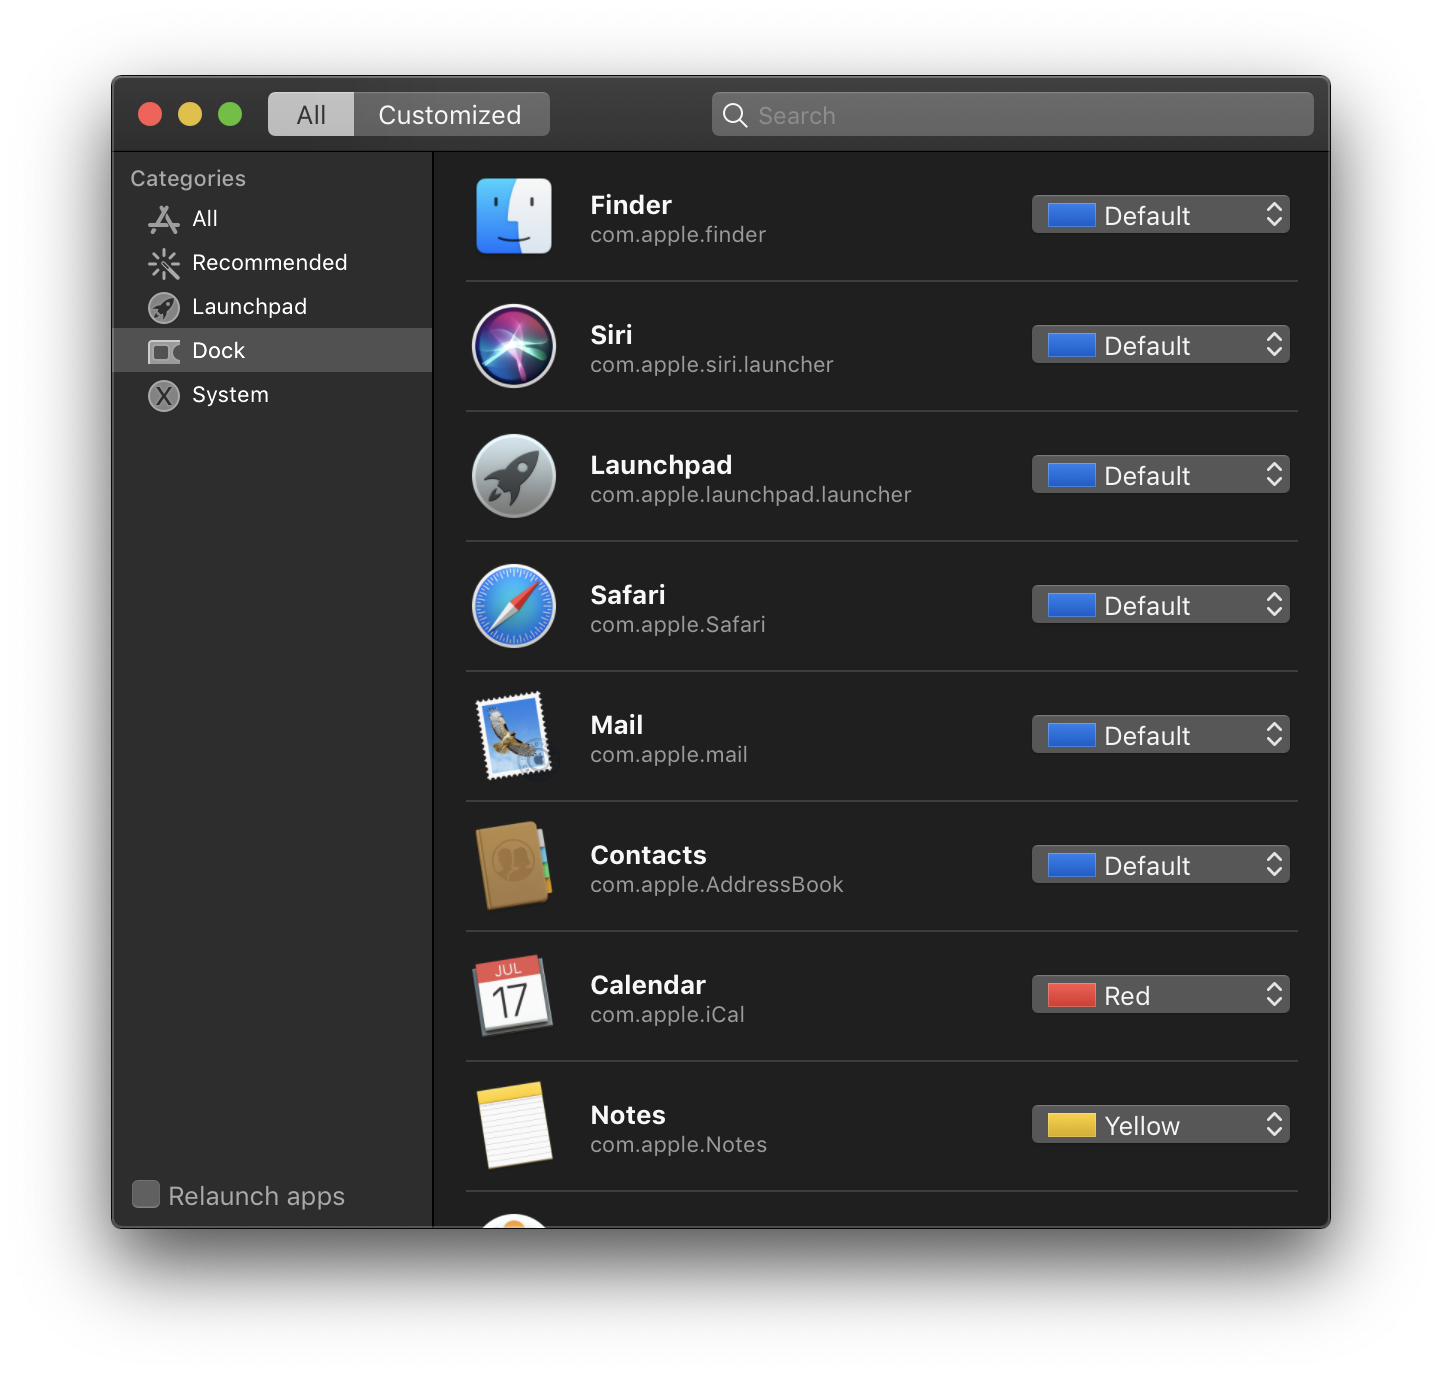 All
Customized
Search
Categories
All
Recommended
Launchpad
Dock
System
Relaunch apps
Finder
com.apple.finder
Default
Siri
com.apple.siri.launcher
Default
Launchpad
com.apple.launchpad.launcher
Default
Safari
com.apple.Safari
Default
Mail
com.apple.mail
Default
Contacts
com.apple.AddressBook
Default
JUL
17
Calendar
com.apple.iCal
Red
Notes
com.apple.Notes
Yellow